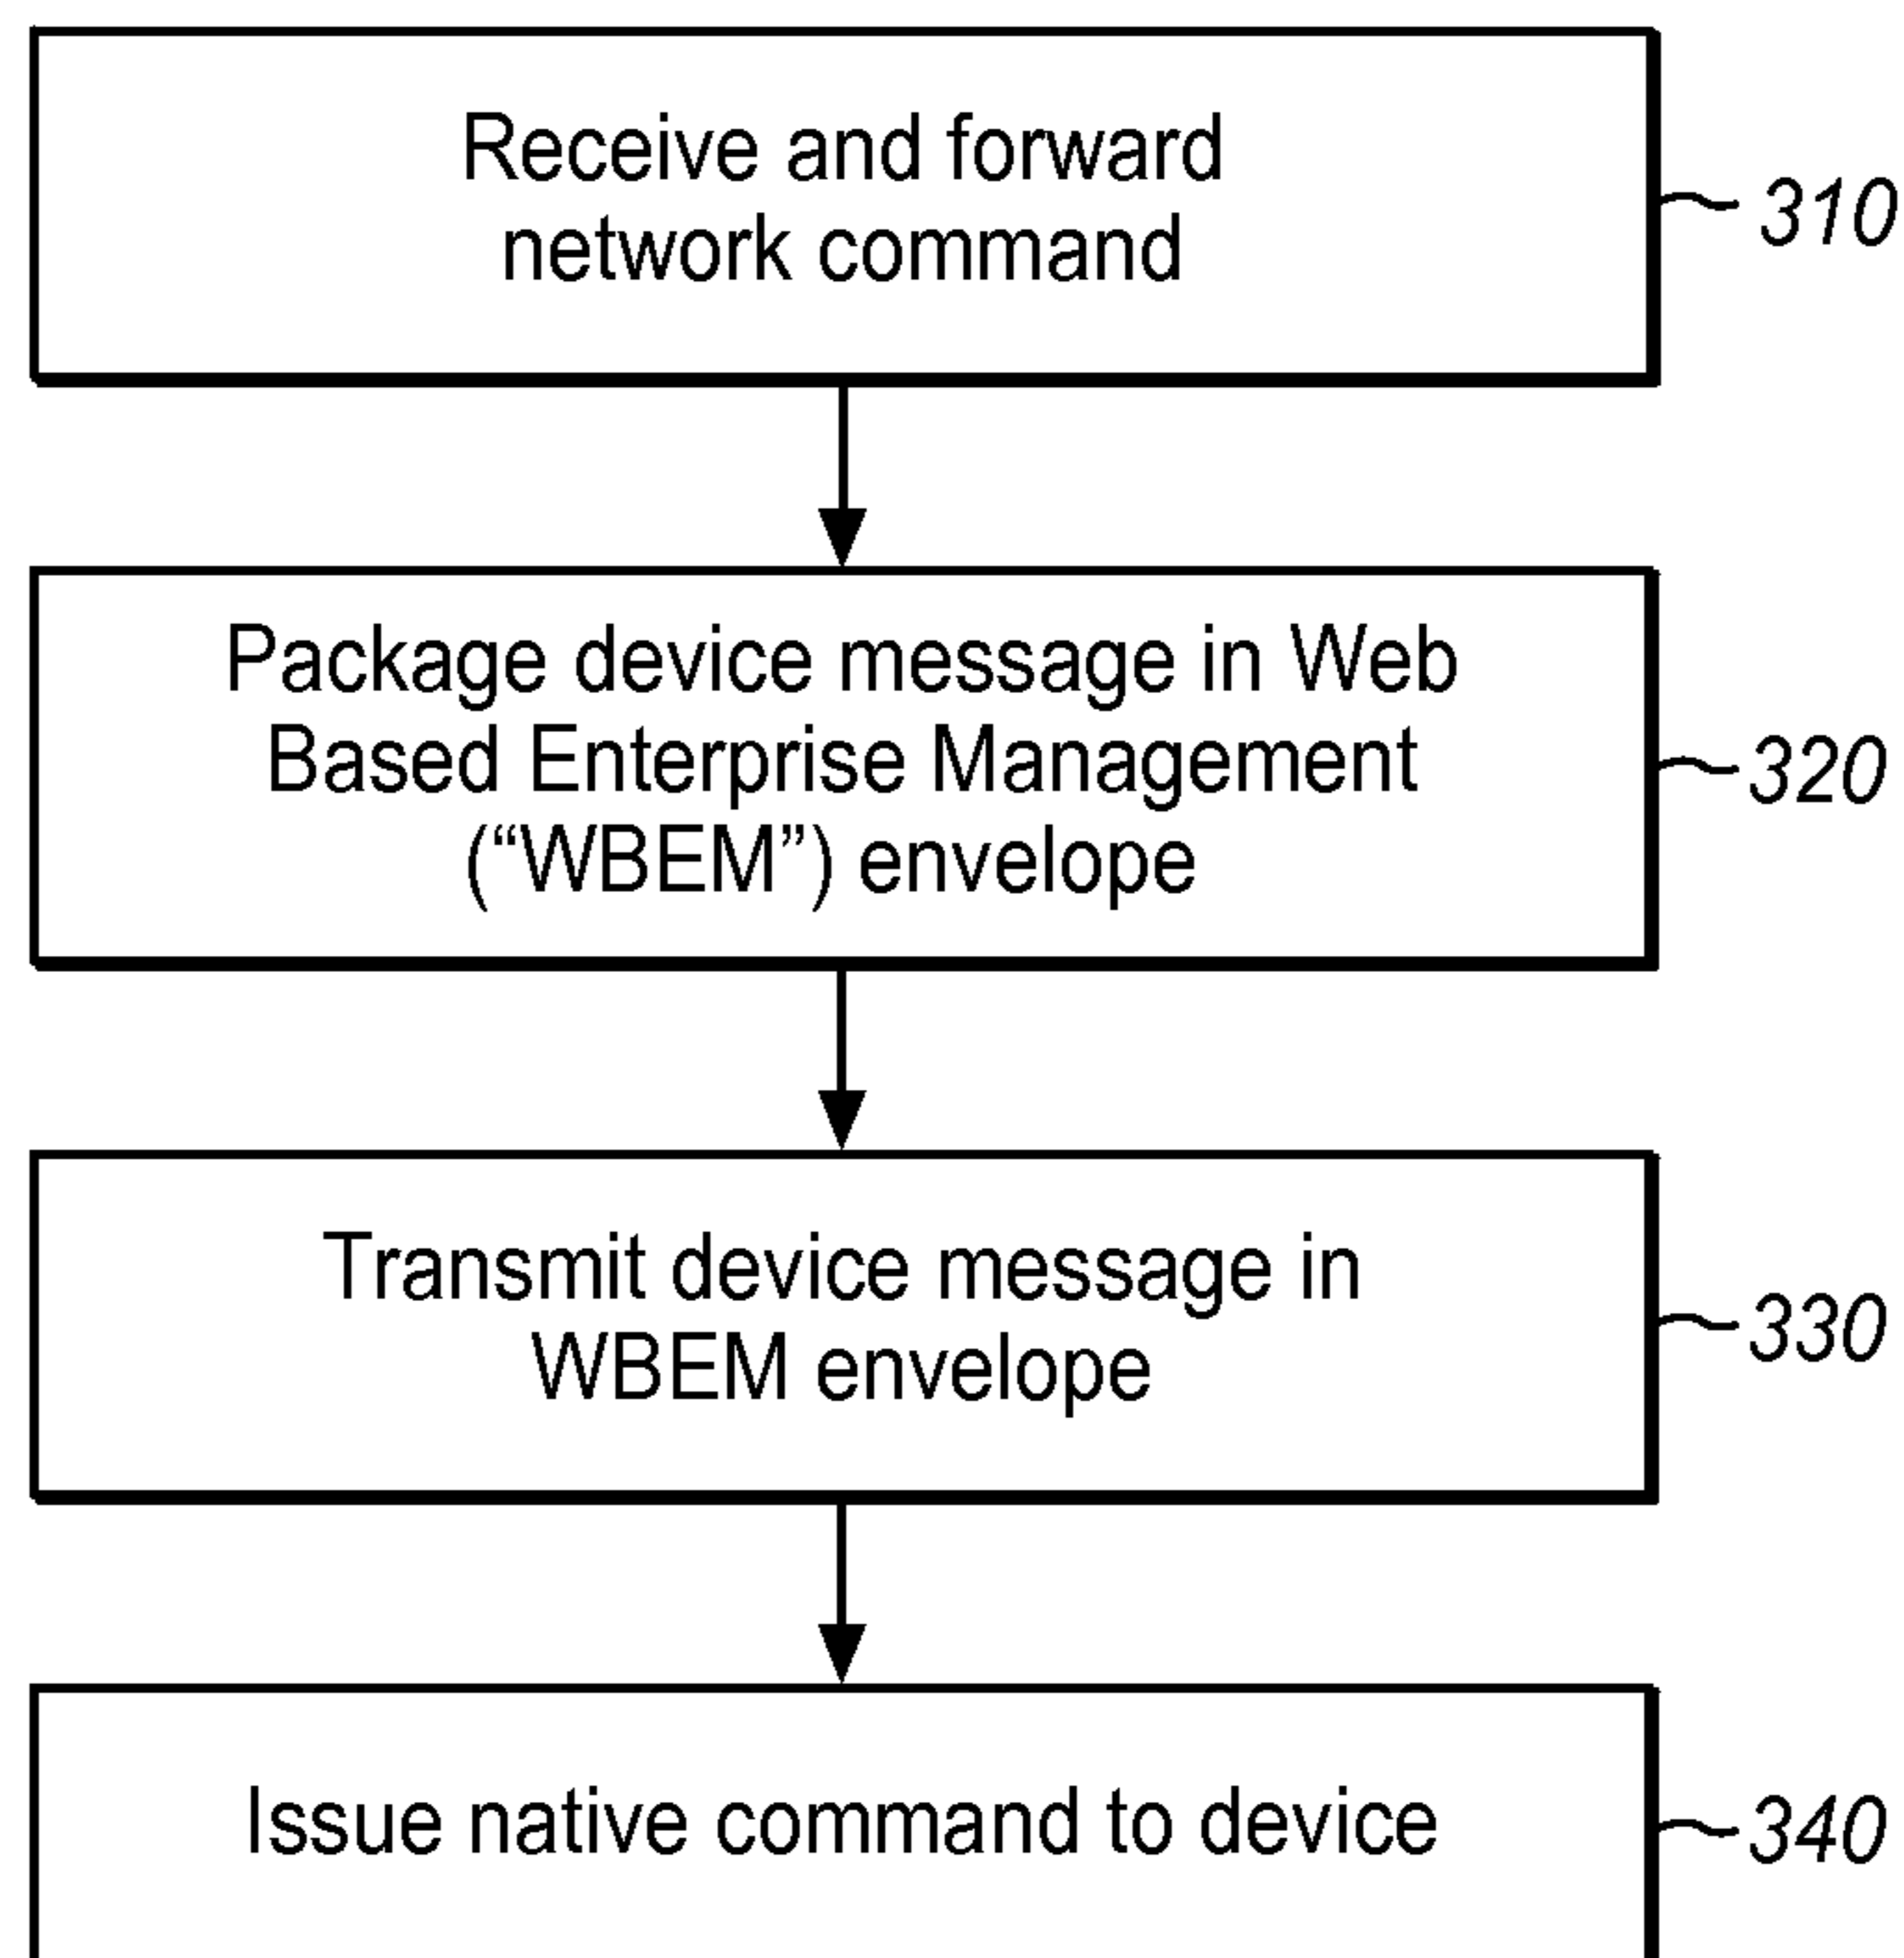 Receive and forward
network command
310
Package device message in Web
Based Enterprise Management
(“WBEM”) envelope
320
Transmit device message in
WBEM envelope
330
Issue native command to device
340